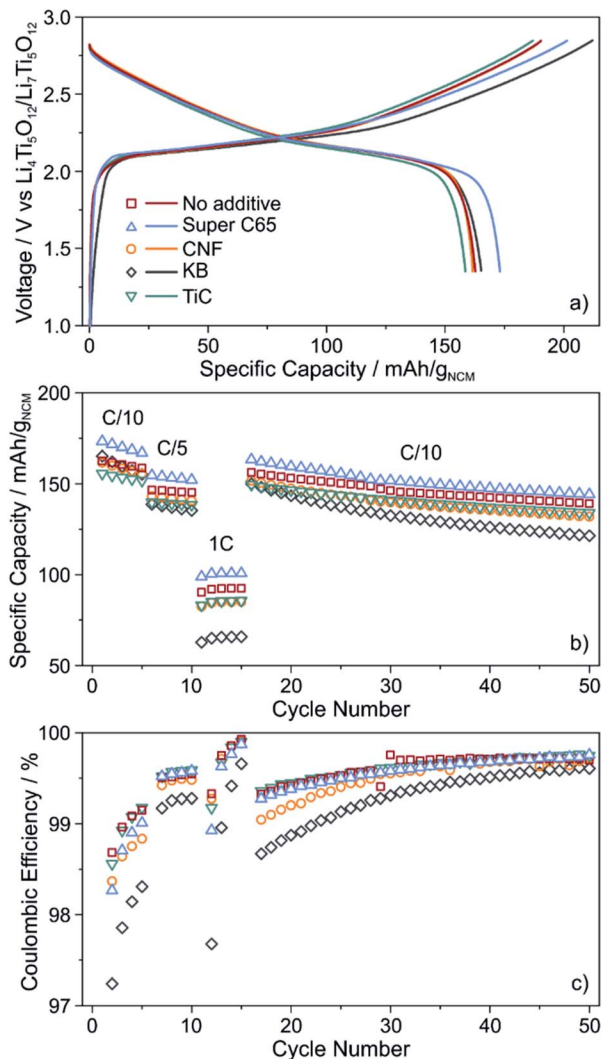 3.0
2.5
2.0
1.5
1.0
Voltage / V vs Li4Ti5O12/Li7Ti5O12
No additive
Super C65
CNF
KB
TiC
a)
0 50 100 150 200
Specific Capacity / mAh/gNCM
200
150
100
50
Specific Capacity / mAh/gNCM
C/10
C/5
1C
C/10
b)
0 10 20 30 40 50
Cycle Number
100
99
98
97
Coulombic Efficiency / %
c)
0 10 20 30 40 50
Cycle Number